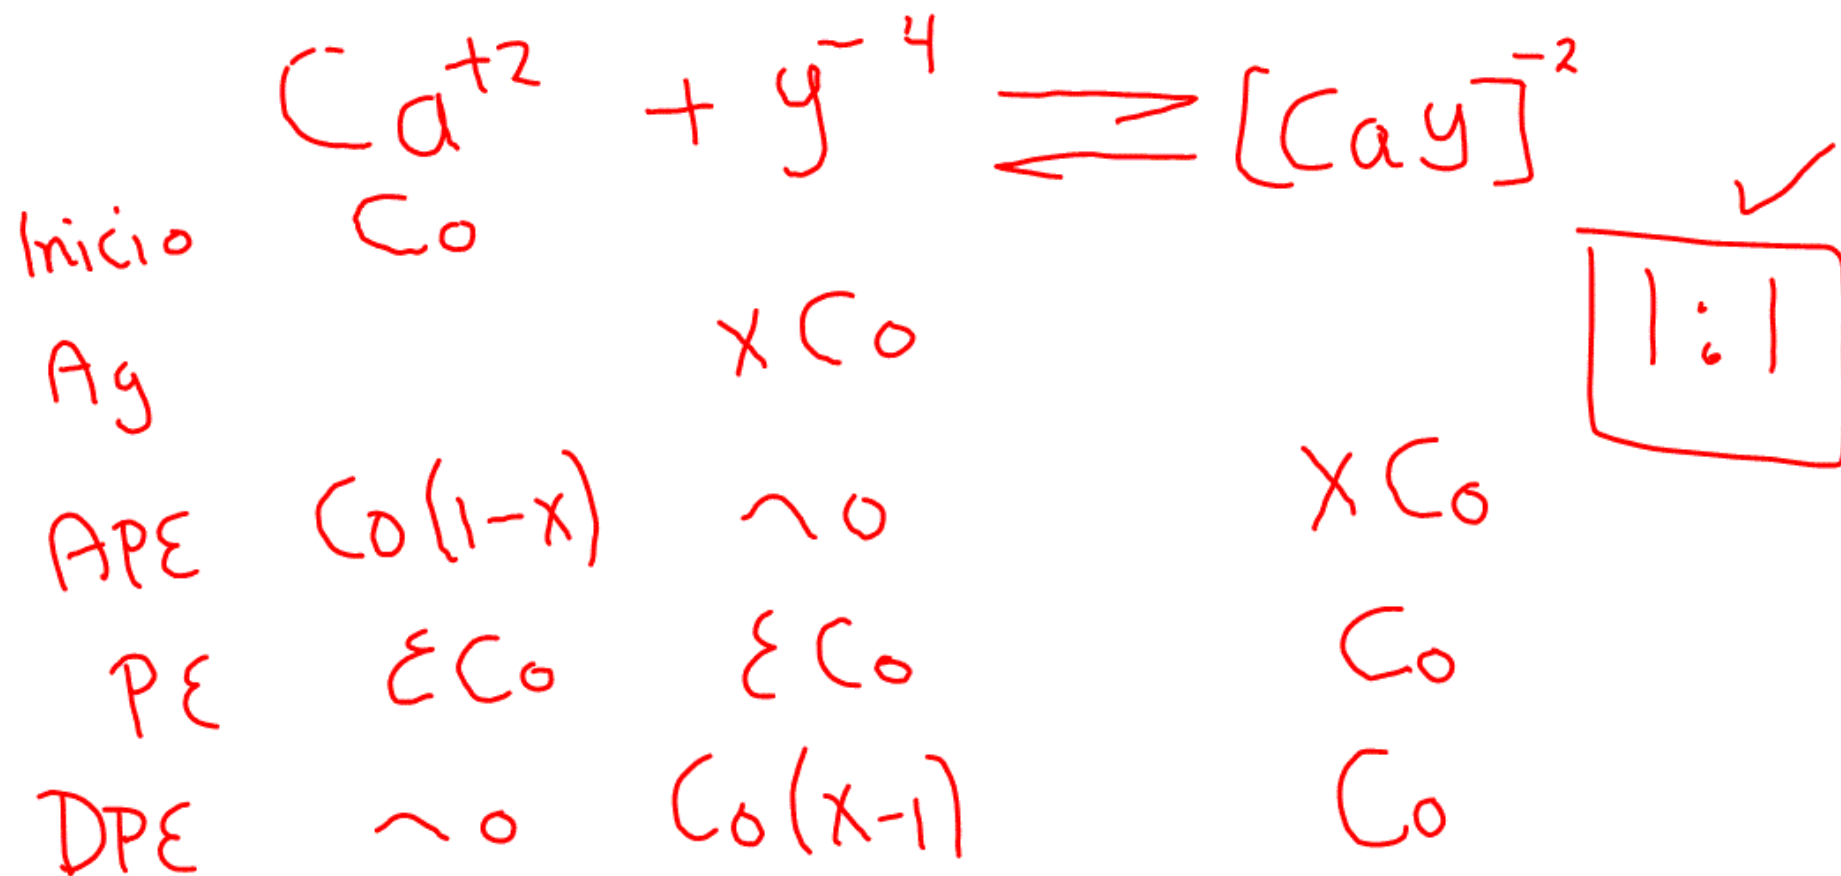 Ca⁺² + y⁻⁴ ⇌ [Cay]⁻²
Inicio Co
1:1
Ag xCo
APE Co(1-x) ~0 xCo
PE εCo εCo Co
DPE ~0 Co(x-1) Co